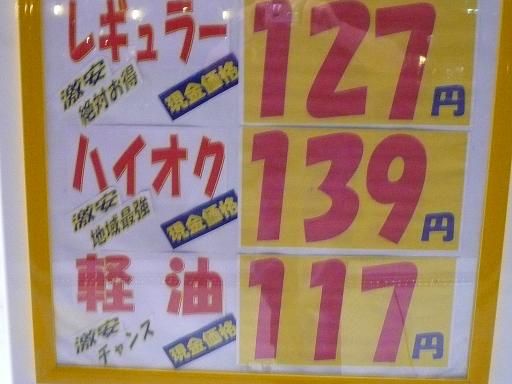 レギュラー
激安
絶対お得
現金価格
127円
ハイオク
激安
地域最強
現金価格
139円
軽油
激安
チャンス
現金価格
117円